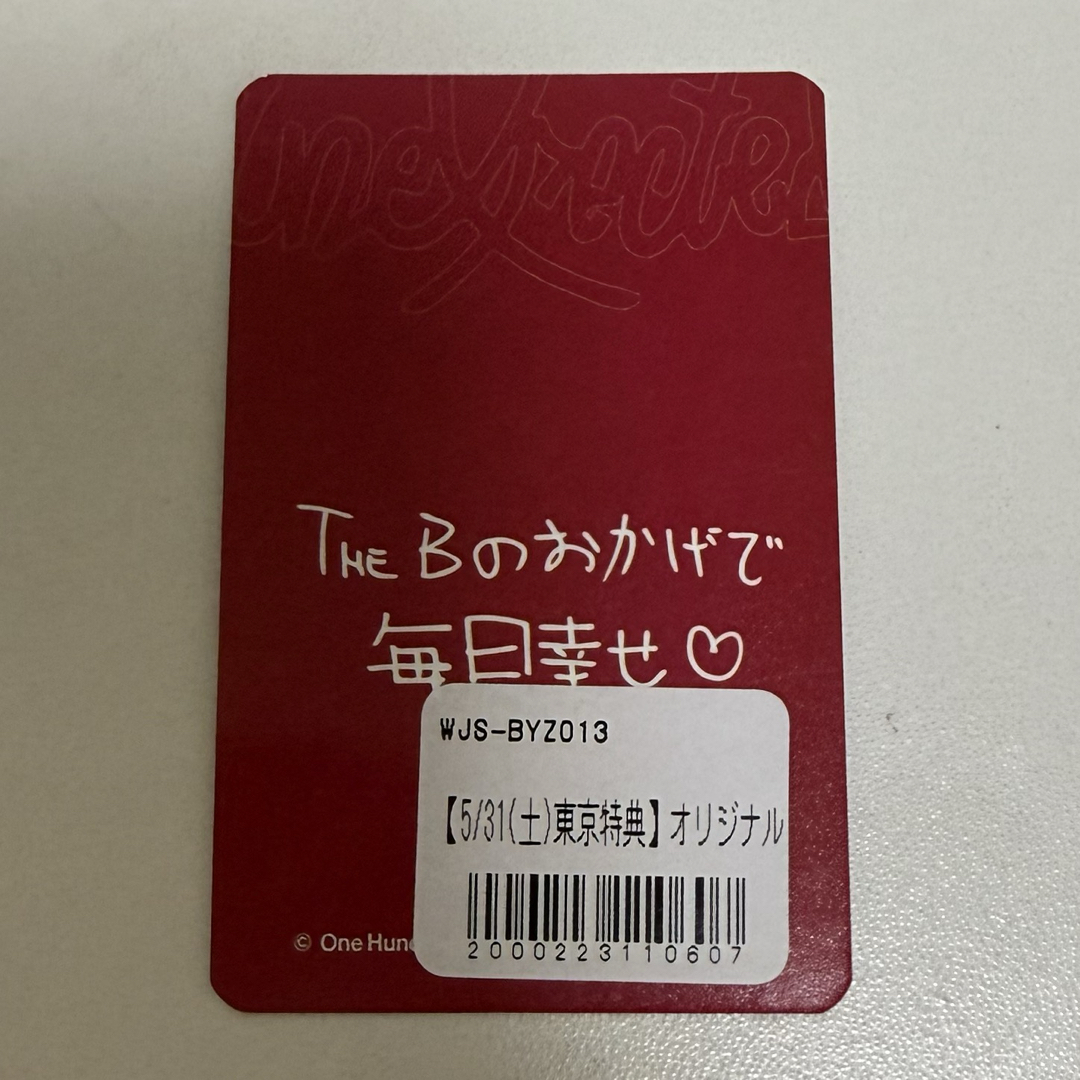 UneXpected
THE Bのおかげで
毎日幸せ♡
WJS-BYZ013
【5/31(土)東京特典】オリジナル
2000223110607
© One Hun